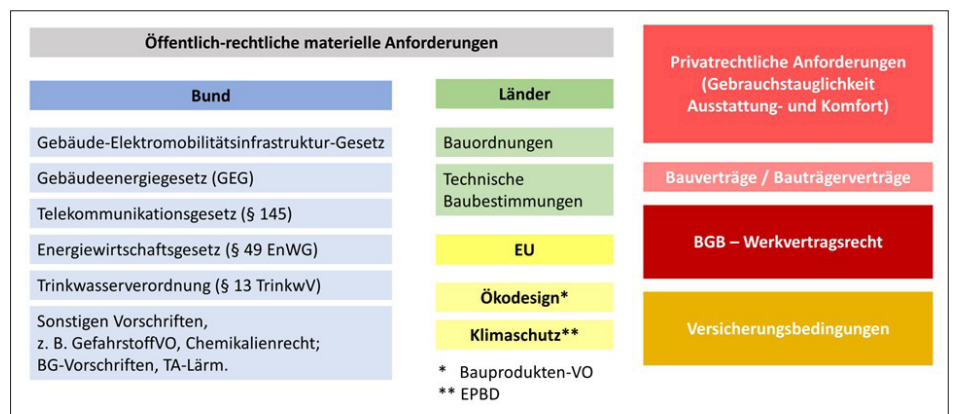 Öffentlich-rechtliche materielle Anforderungen
Bund
Gebäude-Elektromobilitätsinfrastruktur-Gesetz
Gebäudeenergiegesetz (GEG)
Telekommunikationsgesetz (§ 145)
Energiewirtschaftsgesetz (§ 49 EnWG)
Trinkwasserverordnung (§ 13 TrinkwV)
Sonstigen Vorschriften,
z. B. GefahrstoffVO, Chemikalienrecht;
BG-Vorschriften, TA-Lärm.
Länder
Bauordnungen
Technische
Baubestimmungen
EU
Ökodesign*
Klimaschutz**
* Bauprodukten-VO
** EPBD
Privatrechtliche Anforderungen
(Gebrauchstauglichkeit
Ausstattung- und Komfort)
Bauverträge / Bauträgerverträge
BGB – Werkvertragsrecht
Versicherungsbedingungen